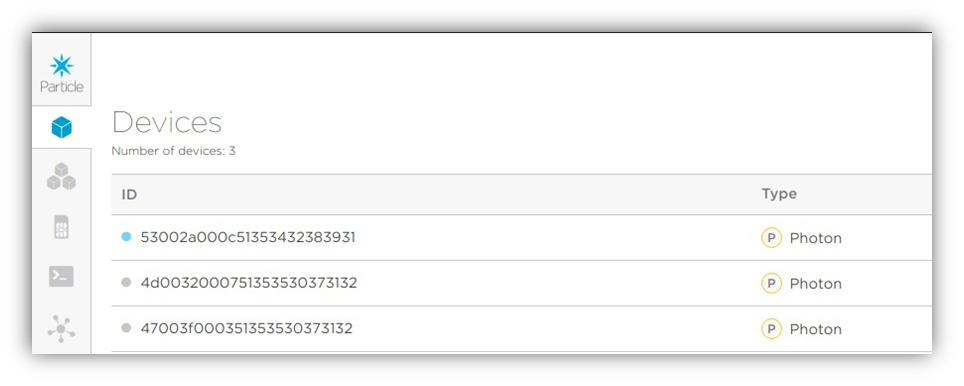 Particle
Devices
Number of devices: 3
ID Type
53002a000c51353432383931 P Photon
4d0032000751353530373132 P Photon
47003f000351353530373132 P Photon